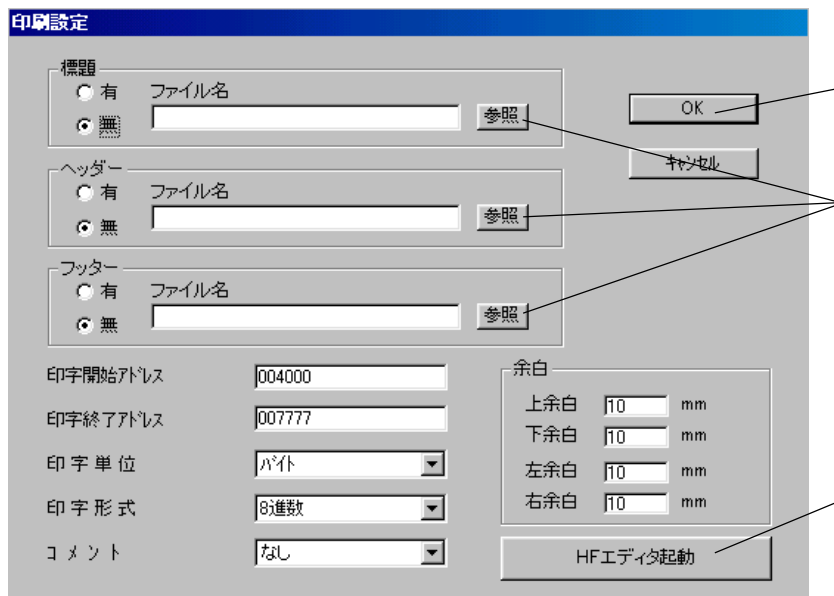 印刷設定
標題
有 ファイル名
無 参照
OK
キャンセル
ヘッダー
有 ファイル名
無 参照
フッター
有 ファイル名
無 参照
印字開始アドレス 004000
印字終了アドレス 007777
印字単位 バイト
印字形式 8進数
コメント なし
余白
上余白 10 mm
下余白 10 mm
左余白 10 mm
右余白 10 mm
HFエディタ起動